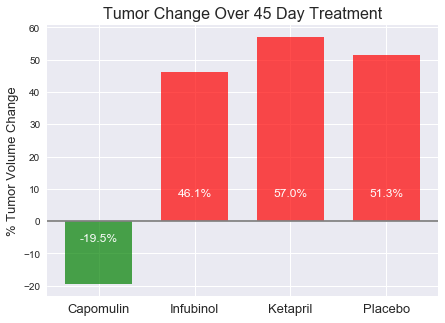 Tumor Change Over 45 Day Treatment
% Tumor Volume Change
60
50
40
30
20
10
0
−10
−20
-19.5%
46.1%
57.0%
51.3%
Capomulin
Infubinol
Ketapril
Placebo